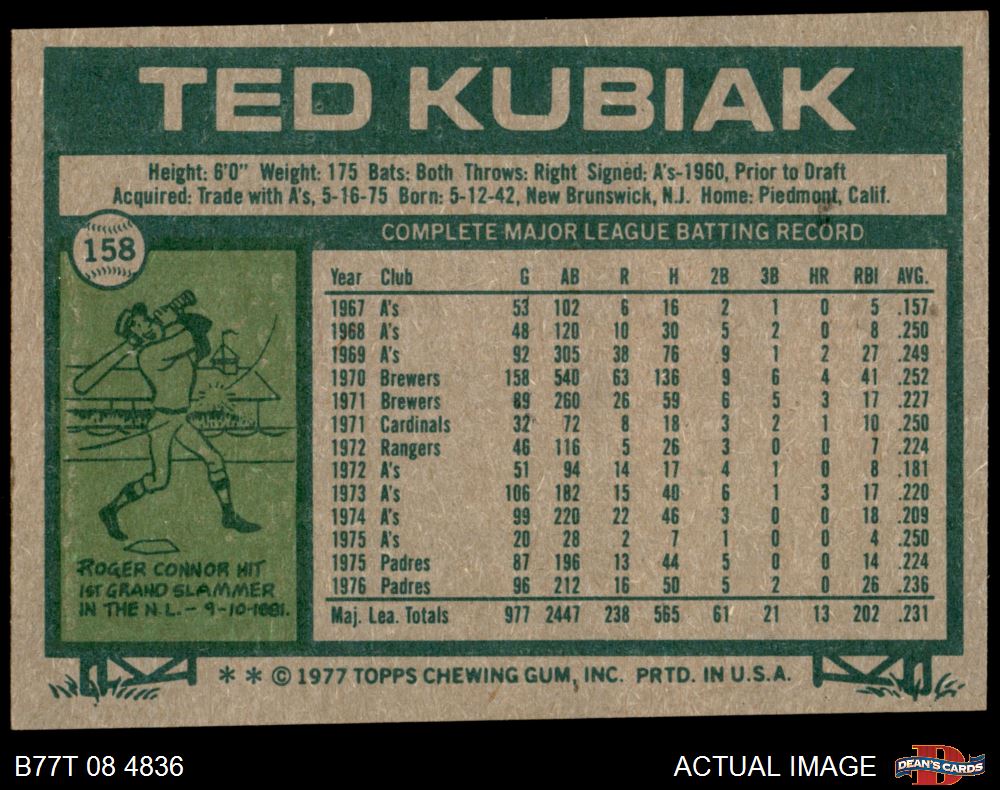 TED KUBIAK
Height: 6'0" Weight: 175 Bats: Both Throws: Right Signed: A's-1960, Prior to Draft
Acquired: Trade with A's, 5-16-75 Born: 5-12-42, New Brunswick, N.J. Home: Piedmont, Calif.
158
COMPLETE MAJOR LEAGUE BATTING RECORD
Year Club G AB R H 2B 3B HR RBI AVG.
1967 A's 53 102 6 16 2 1 0 5 .157
1968 A's 48 120 10 30 5 2 0 8 .250
1969 A's 92 305 38 76 9 1 2 27 .249
1970 Brewers 158 540 63 136 9 6 4 41 .252
1971 Brewers 89 260 26 59 6 5 3 17 .227
1971 Cardinals 32 72 8 18 3 2 1 10 .250
1972 Rangers 46 116 5 26 3 0 0 7 .224
1972 A's 51 94 14 17 4 1 0 8 .181
1973 A's 106 182 15 40 6 1 3 17 .220
1974 A's 99 220 22 46 3 0 0 18 .209
1975 A's 20 28 2 7 1 0 0 4 .250
1975 Padres 87 196 13 44 5 0 0 14 .224
1976 Padres 96 212 16 50 5 2 0 26 .236
Maj. Lea. Totals 977 2447 238 565 61 21 13 202 .231
ROGER CONNOR HIT
1ST GRAND SLAMMER
IN THE N.L. - 9-10-1881.
* * © 1977 TOPPS CHEWING GUM, INC. PRTD. IN U.S.A.
B77T 08 4836
ACTUAL IMAGE
DEAN'S CARDS